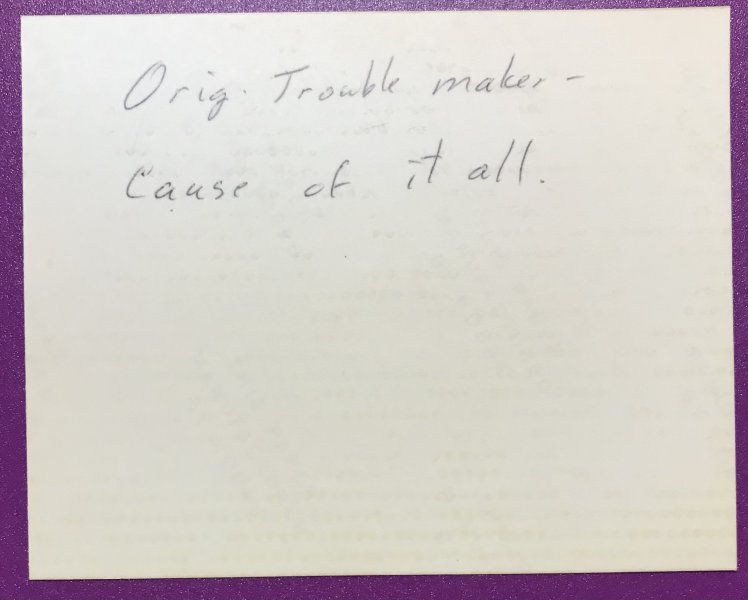 Orig. Trouble maker -
Cause of it all.